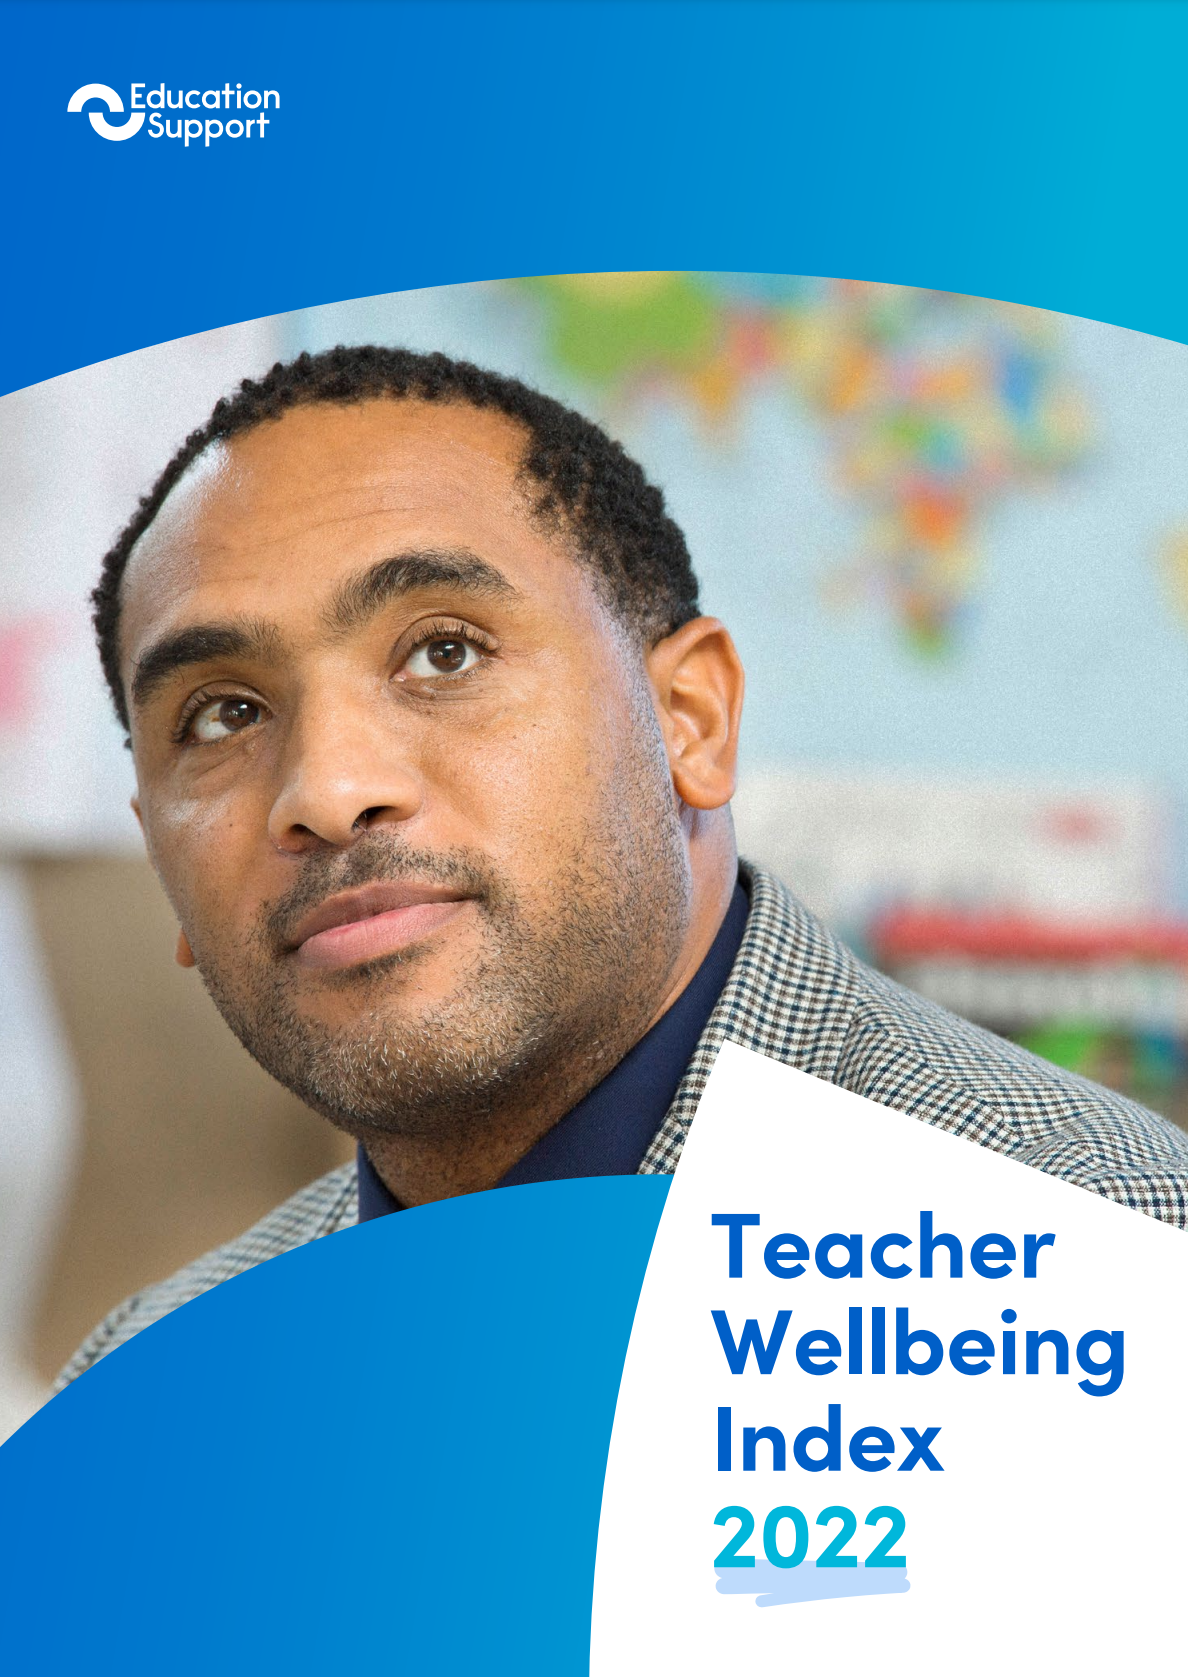 Education
Support
Teacher
Wellbeing
Index
2022